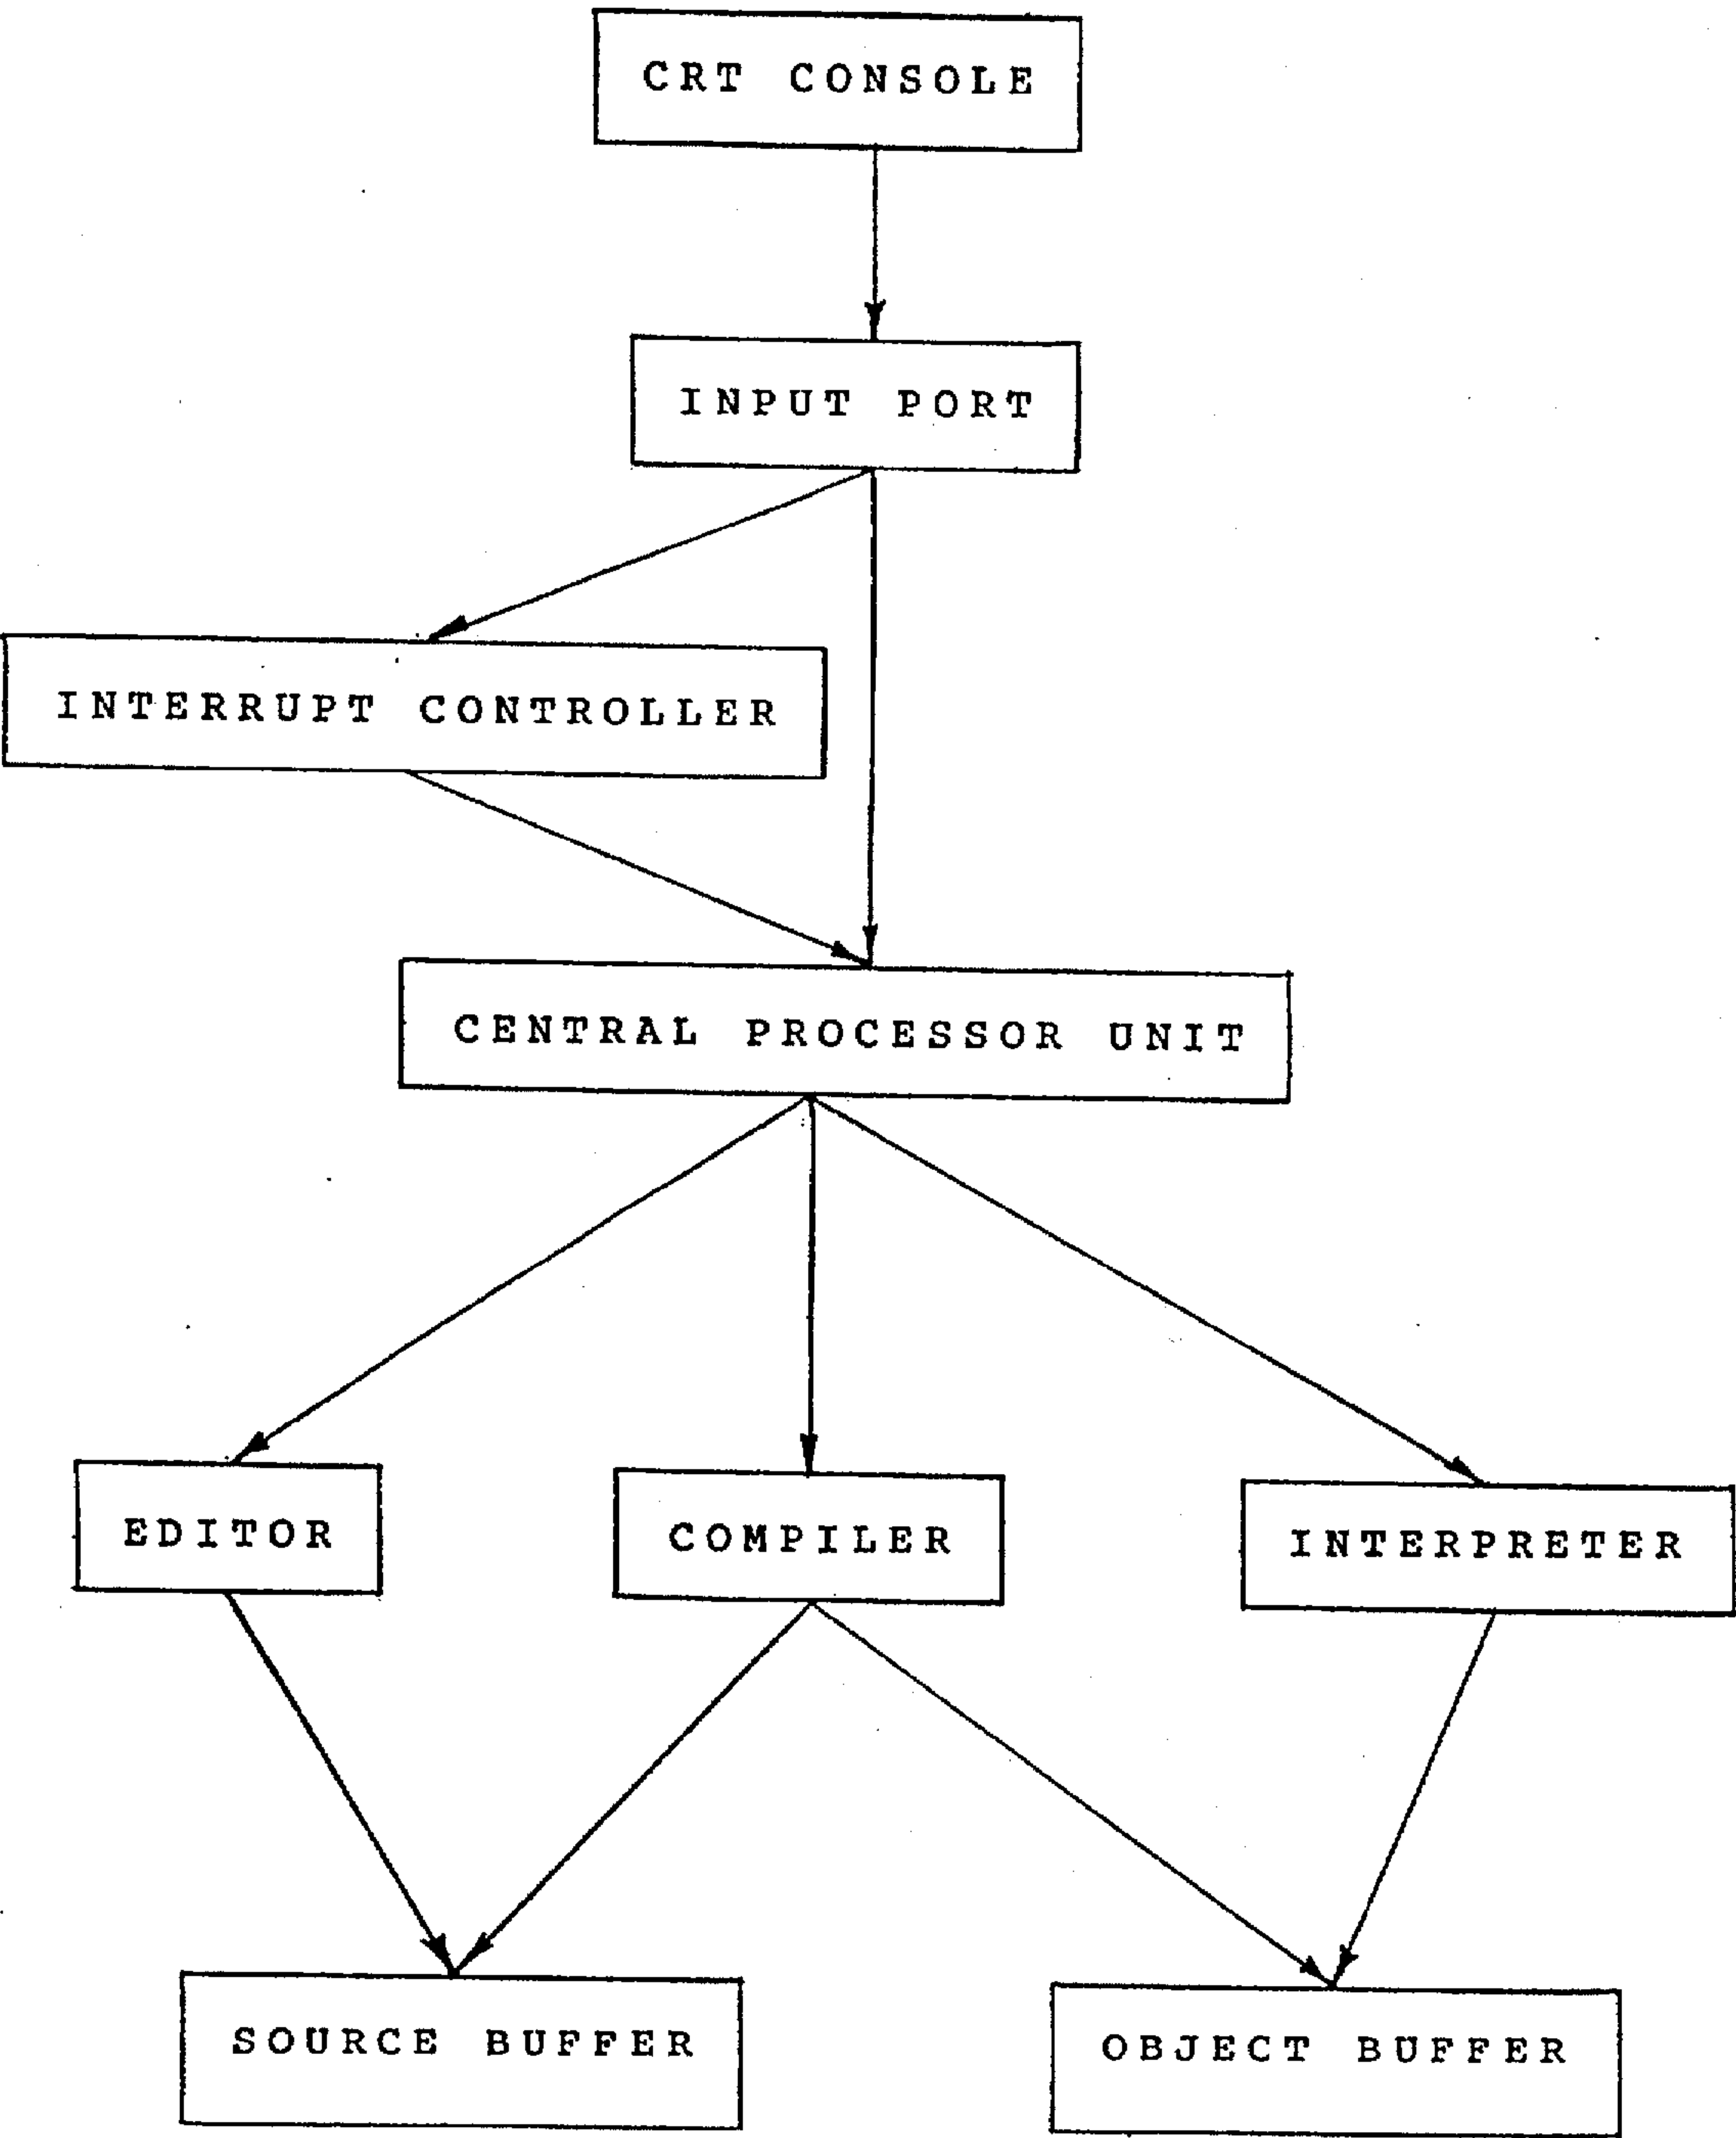 CRT CONSOLE
INPUT PORT
INTERRUPT CONTROLLER
CENTRAL PROCESSOR UNIT
EDITOR
COMPILER
INTERPRETER
SOURCE BUFFER
OBJECT BUFFER